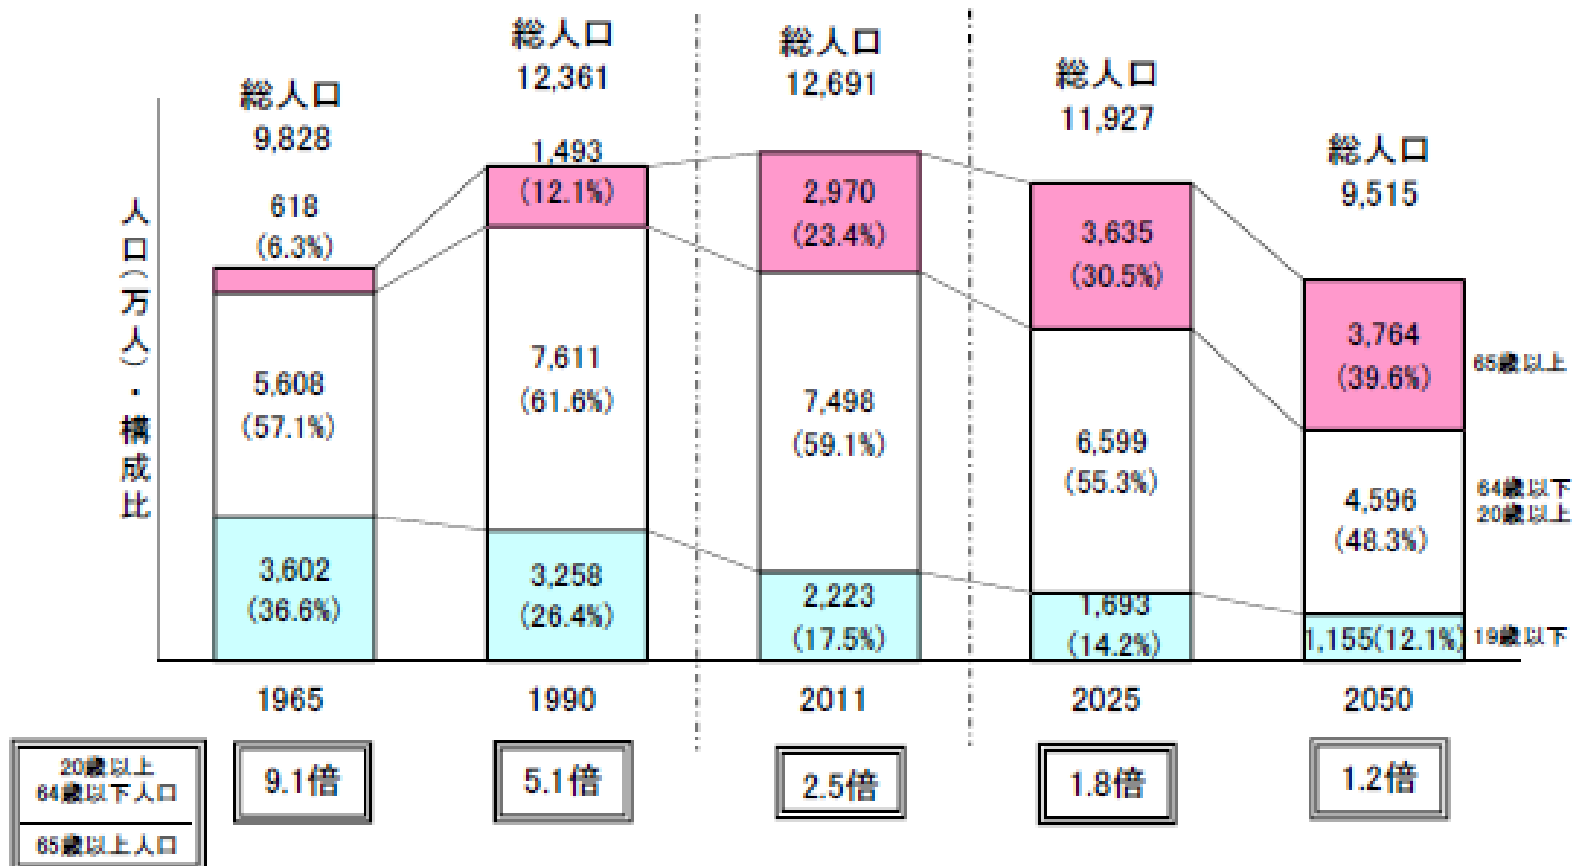 総人口
9,828
総人口
12,361
総人口
12,691
総人口
11,927
総人口
9,515
人口(万人)・構成比
618
(6.3%)
5,608
(57.1%)
3,602
(36.6%)
1,493
(12.1%)
7,611
(61.6%)
3,258
(26.4%)
2,970
(23.4%)
7,498
(59.1%)
2,223
(17.5%)
3,635
(30.5%)
6,599
(55.3%)
1,693
(14.2%)
3,764
(39.6%)
4,596
(48.3%)
1,155(12.1%)
65歳以上
64歳以下
20歳以上
19歳以下
1965
1990
2011
2025
2050
20歳以上
64歳以下人口
65歳以上人口
9.1倍
5.1倍
2.5倍
1.8倍
1.2倍